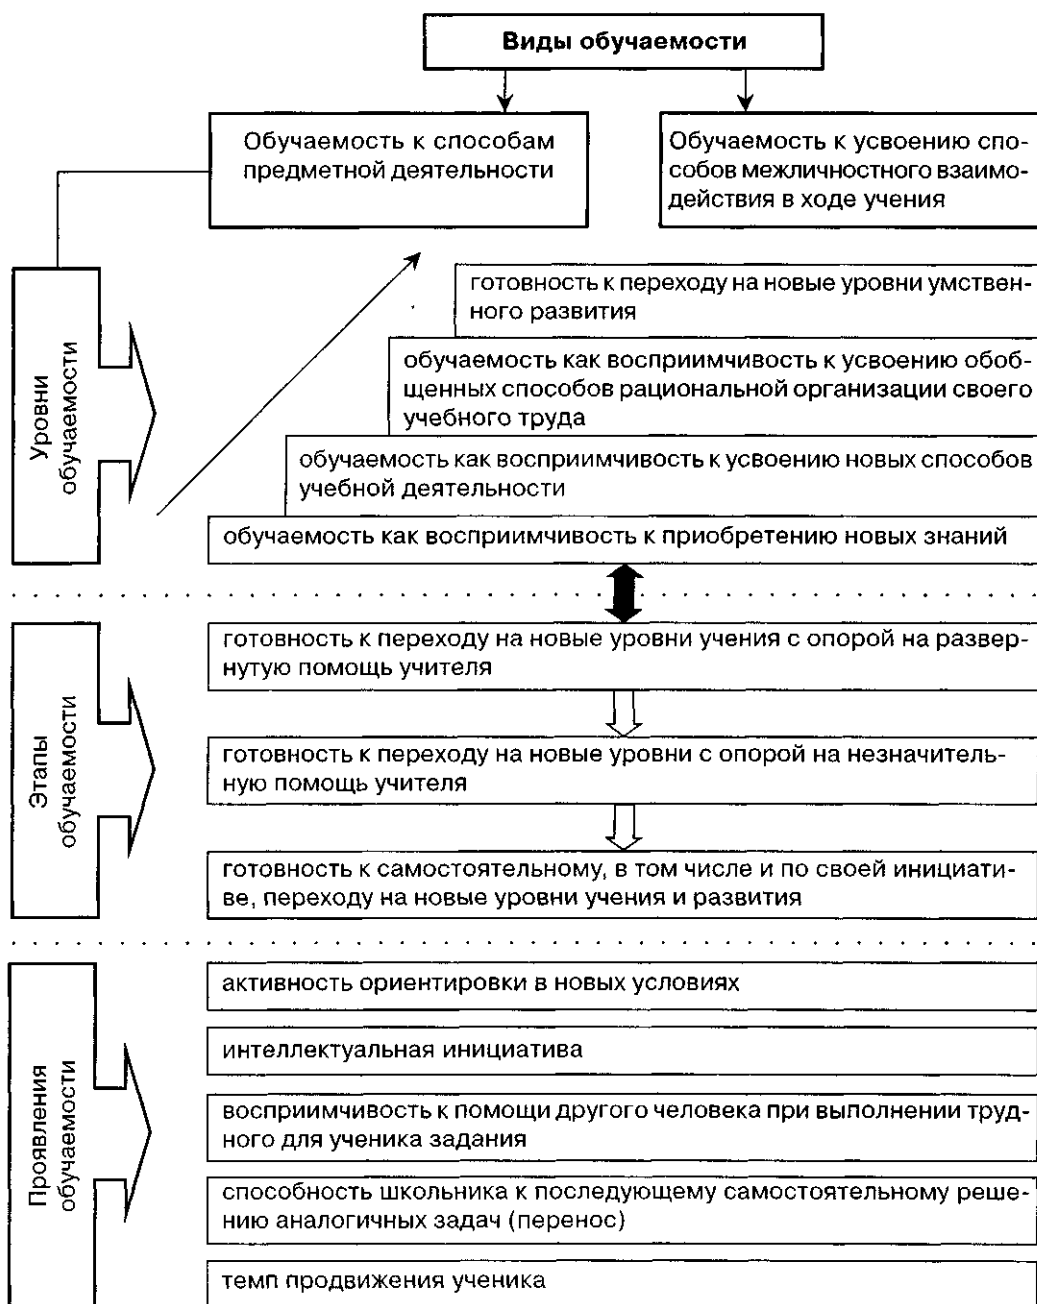 Виды обучаемости
Обучаемость к способам
предметной деятельности
Обучаемость к усвоению спо-
собов межличностного взаимо-
действия в ходе учения
Уровни
обучаемости
готовность к переходу на новые уровни умствен-
ного развития
обучаемость как восприимчивость к усвоению обоб-
щенных способов рациональной организации своего
учебного труда
обучаемость как восприимчивость к усвоению новых способов
учебной деятельности
обучаемость как восприимчивость к приобретению новых знаний
Этапы
обучаемости
готовность к переходу на новые уровни учения с опорой на развер-
нутую помощь учителя
готовность к переходу на новые уровни с опорой на незначитель-
ную помощь учителя
готовность к самостоятельному, в том числе и по своей инициати-
ве, переходу на новые уровни учения и развития
Проявления
обучаемости
активность ориентировки в новых условиях
интеллектуальная инициатива
восприимчивость к помощи другого человека при выполнении труд-
ного для ученика задания
способность школьника к последующему самостоятельному реше-
нию аналогичных задач (перенос)
темп продвижения ученика